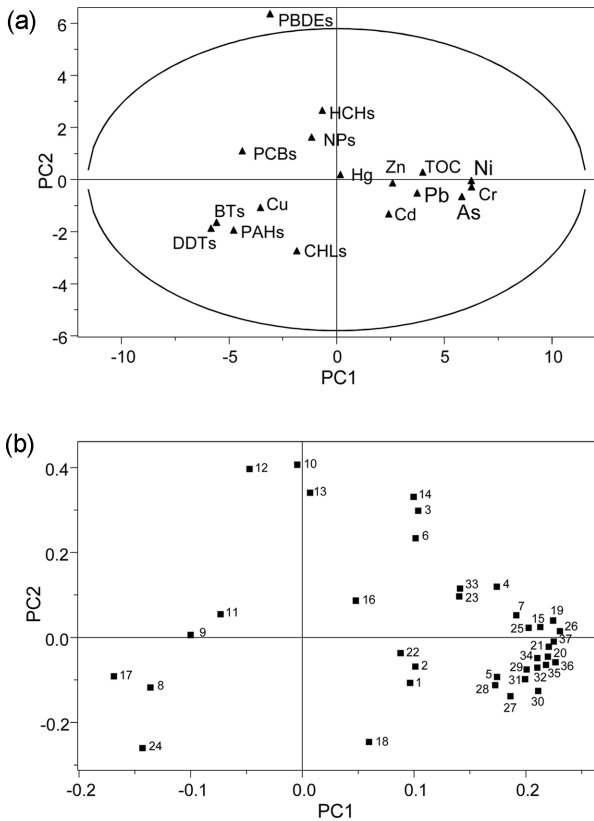 (a)
6
4
2
0
-2
-4
-6
PC2
PBDEs
HCHs
NPs
PCBs
Hg
Zn
TOC
Ni
Pb
Cr
As
Cd
Cu
BTs
DDTs
PAHs
CHLs
-10
-5
0
5
10
PC1
(b)
0.4
0.2
0.0
-0.2
PC2
12
10
13
14
3
6
33
23
4
16
11
9
7
25
15
19
26
37
21
20
34
36
35
32
29
31
5
28
27
30
22
2
1
18
17
8
24
-0.2
-0.1
0.0
0.1
0.2
PC1